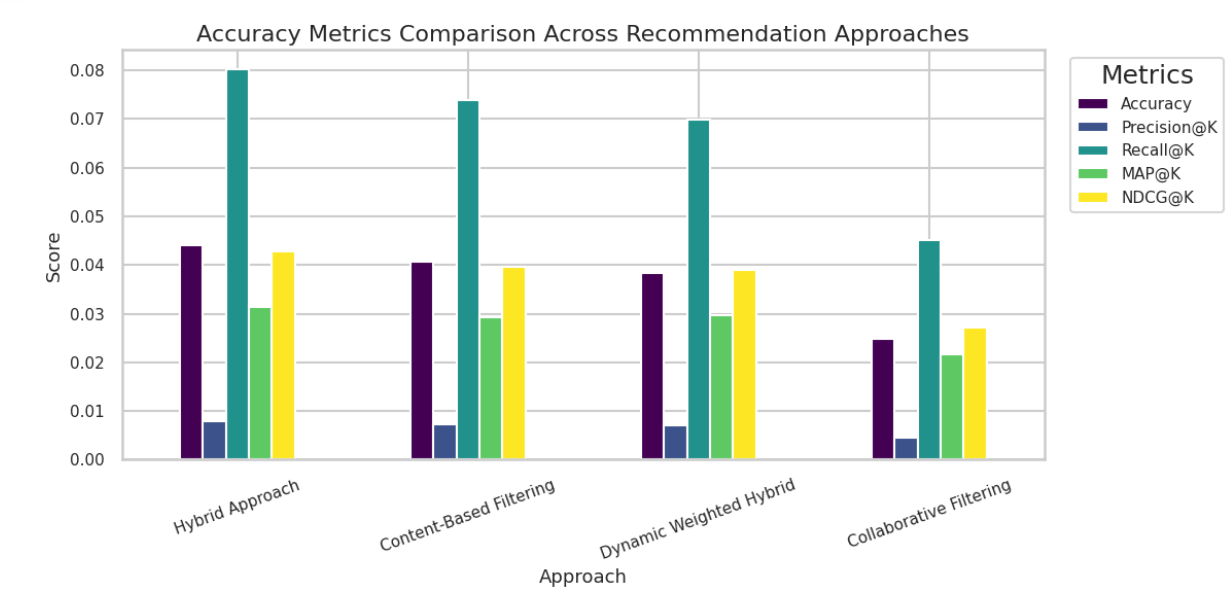 Accuracy Metrics Comparison Across Recommendation Approaches
Metrics
Accuracy
Precision@K
Recall@K
MAP@K
NDCG@K
Score
0.08
0.07
0.06
0.05
0.04
0.03
0.02
0.01
0.00
Hybrid Approach
Content-Based Filtering
Dynamic Weighted Hybrid
Collaborative Filtering
Approach